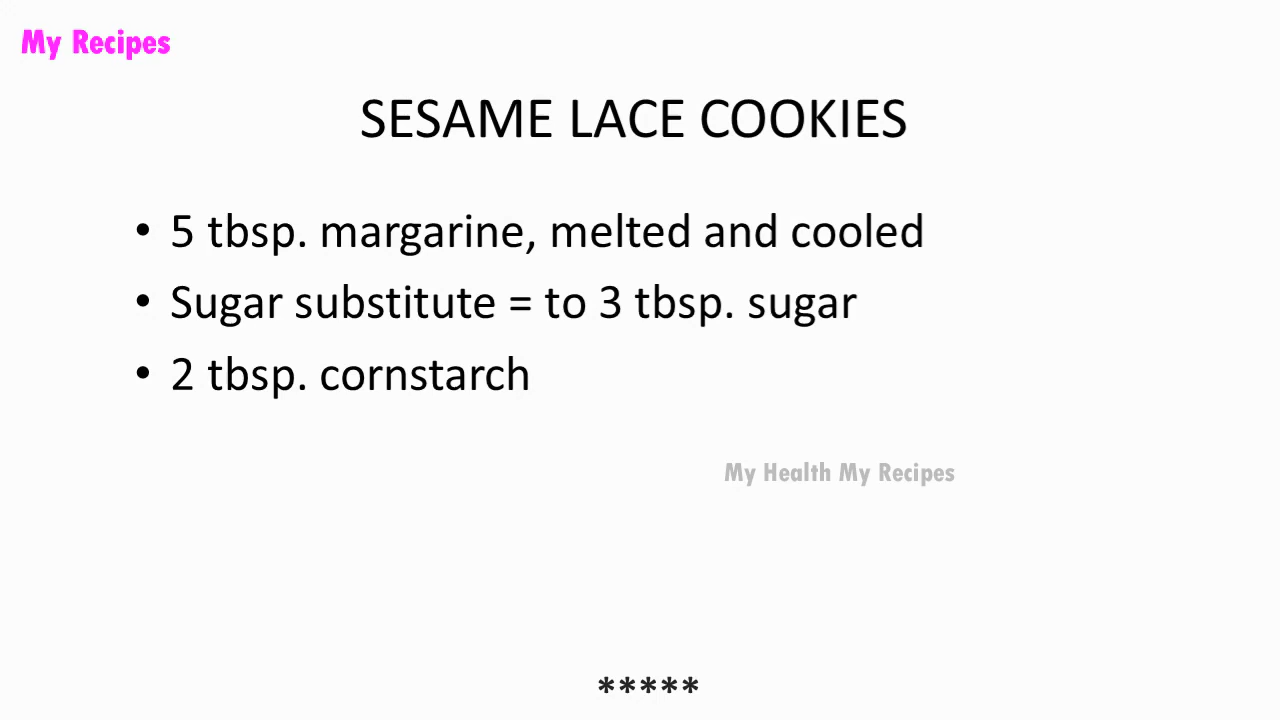 My Recipes
SESAME LACE COOKIES
• 5 tbsp. margarine, melted and cooled
• Sugar substitute = to 3 tbsp. sugar
• 2 tbsp. cornstarch
My Health My Recipes
*****